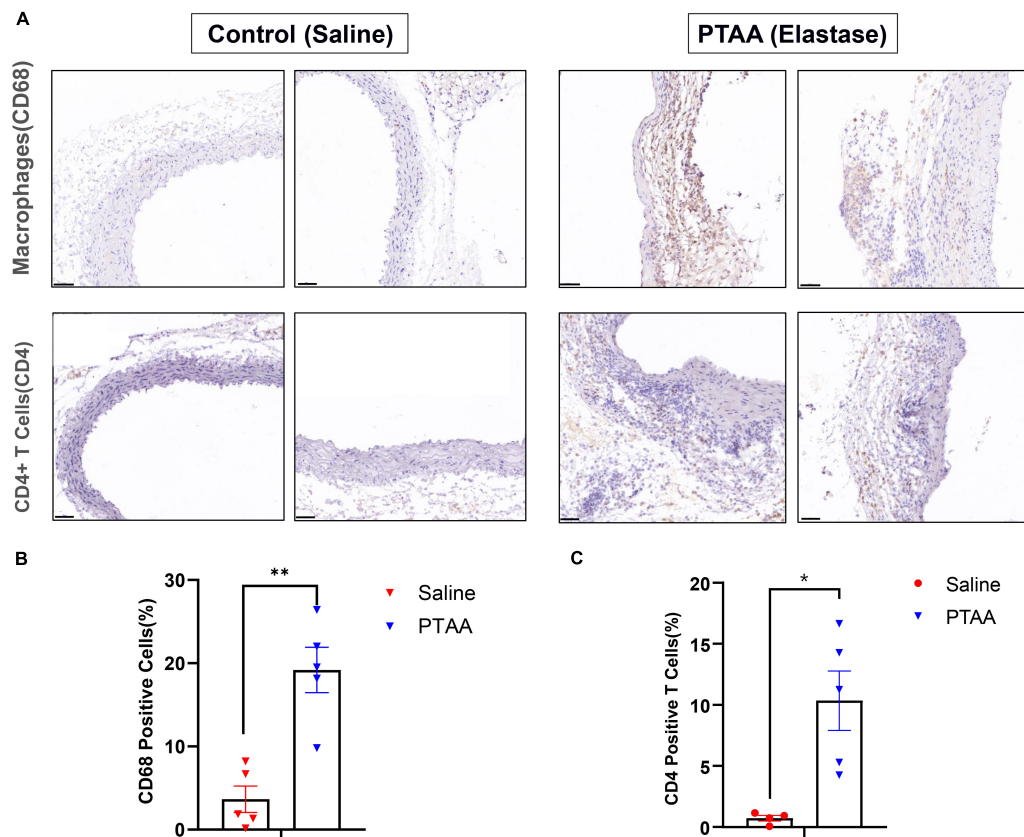 A
Control (Saline)
PTAA (Elastase)
Macrophages(CD68)
CD4+ T Cells(CD4)
B
CD68 Positive Cells(%)
30
20
10
0
**
Saline
PTAA
C
CD4 Positive T Cells(%)
20
15
10
5
0
*
Saline
PTAA